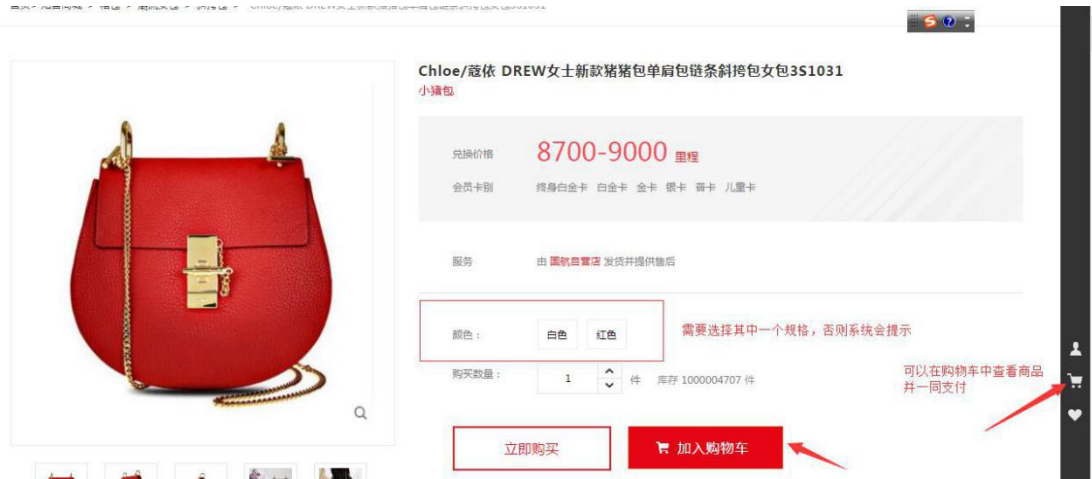 Chloe/蔻依 DREW女士新款猪猪包单肩包链条斜挎包女包3S1031
小猪包
兑换价格 8700-9000 里程
会员卡别 终身白金卡 白金卡 金卡 银卡 普卡 儿童卡
服务 由 国航自营店 发货并提供售后
颜色： 白色 红色 需要选择其中一个规格，否则系统会提示
购买数量： 1 件 库存 1000004707 件
可以在购物车中查看商品
并一同支付
立即购买 加入购物车